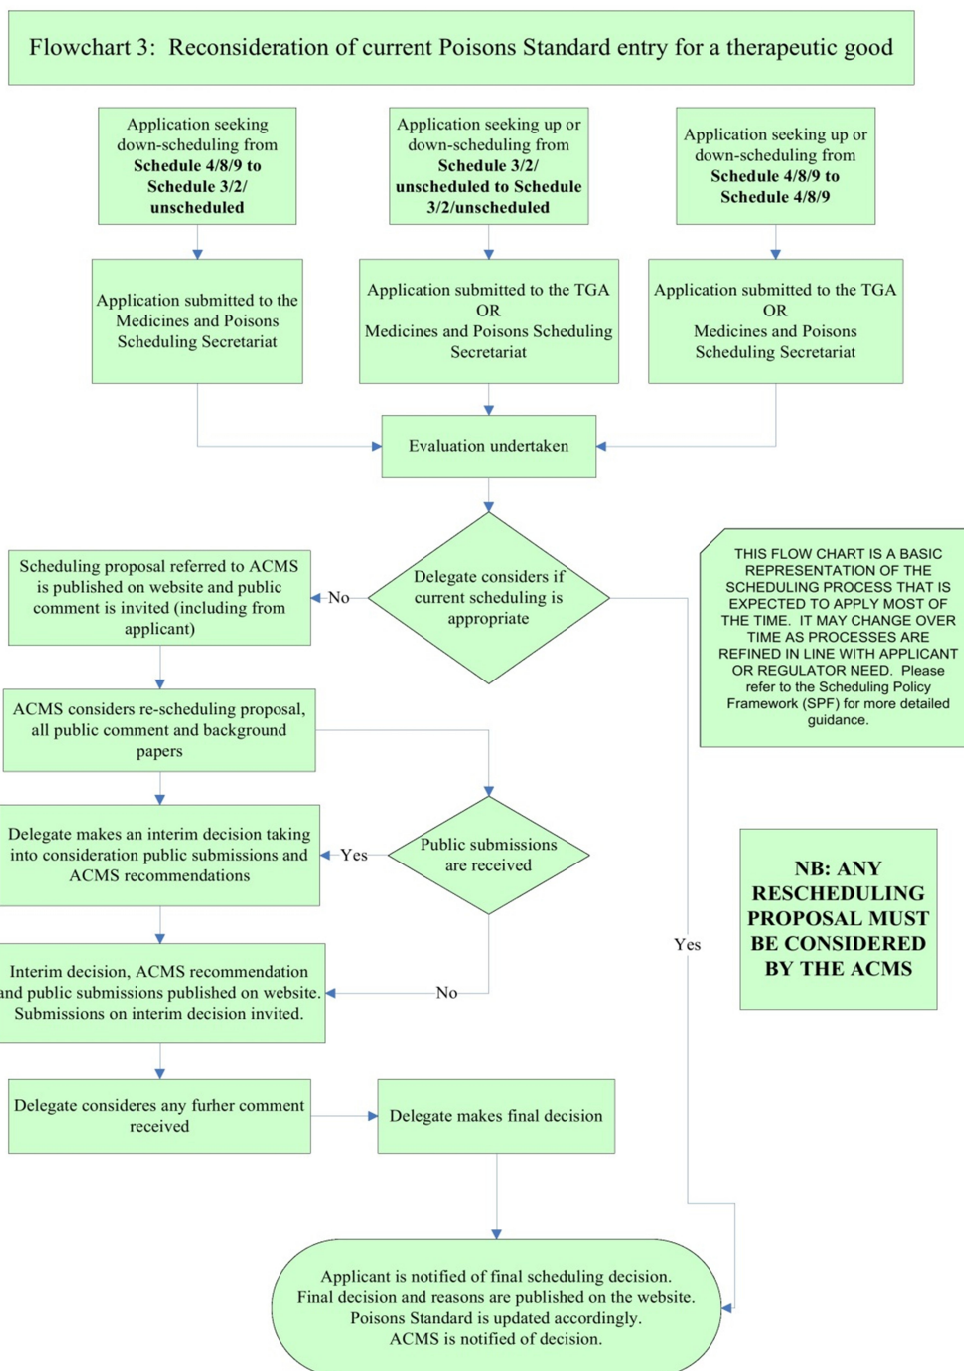 Flowchart 3:  Reconsideration of current Poisons Standard entry for a therapeutic good
Application seeking
down-scheduling from
Schedule 4/8/9 to
Schedule 3/2/
unscheduled
Application seeking up or
down-scheduling from
Schedule 3/2/
unscheduled to Schedule
3/2/unscheduled
Application seeking up or
down-scheduling from
Schedule 4/8/9 to
Schedule 4/8/9
Application submitted to the
Medicines and Poisons
Scheduling Secretariat
Application submitted to the TGA
OR
Medicines and Poisons Scheduling
Secretariat
Application submitted to the TGA
OR
Medicines and Poisons
Scheduling Secretariat
Evaluation undertaken
Delegate considers if
current scheduling is
appropriate
No
Scheduling proposal referred to ACMS
is published on website and public
comment is invited (including from
applicant)
THIS FLOW CHART IS A BASIC
REPRESENTATION OF THE
SCHEDULING PROCESS THAT IS
EXPECTED TO APPLY MOST OF
THE TIME.  IT MAY CHANGE OVER
TIME AS PROCESSES ARE
REFINED IN LINE WITH APPLICANT
OR REGULATOR NEED.  Please
refer to the Scheduling Policy
Framework (SPF) for more detailed
guidance.
ACMS considers re-scheduling proposal,
all public comment and background
papers
Public submissions
are received
Yes
Delegate makes an interim decision taking
into consideration public submissions and
ACMS recommendations
NB: ANY
RESCHEDULING
PROPOSAL MUST
BE CONSIDERED
BY THE ACMS
Yes
No
Interim decision, ACMS recommendation
and public submissions published on website.
Submissions on interim decision invited.
Delegate consideres any furher comment
received
Delegate makes final decision
Applicant is notified of final scheduling decision.
Final decision and reasons are published on the website.
Poisons Standard is updated accordingly.
ACMS is notified of decision.